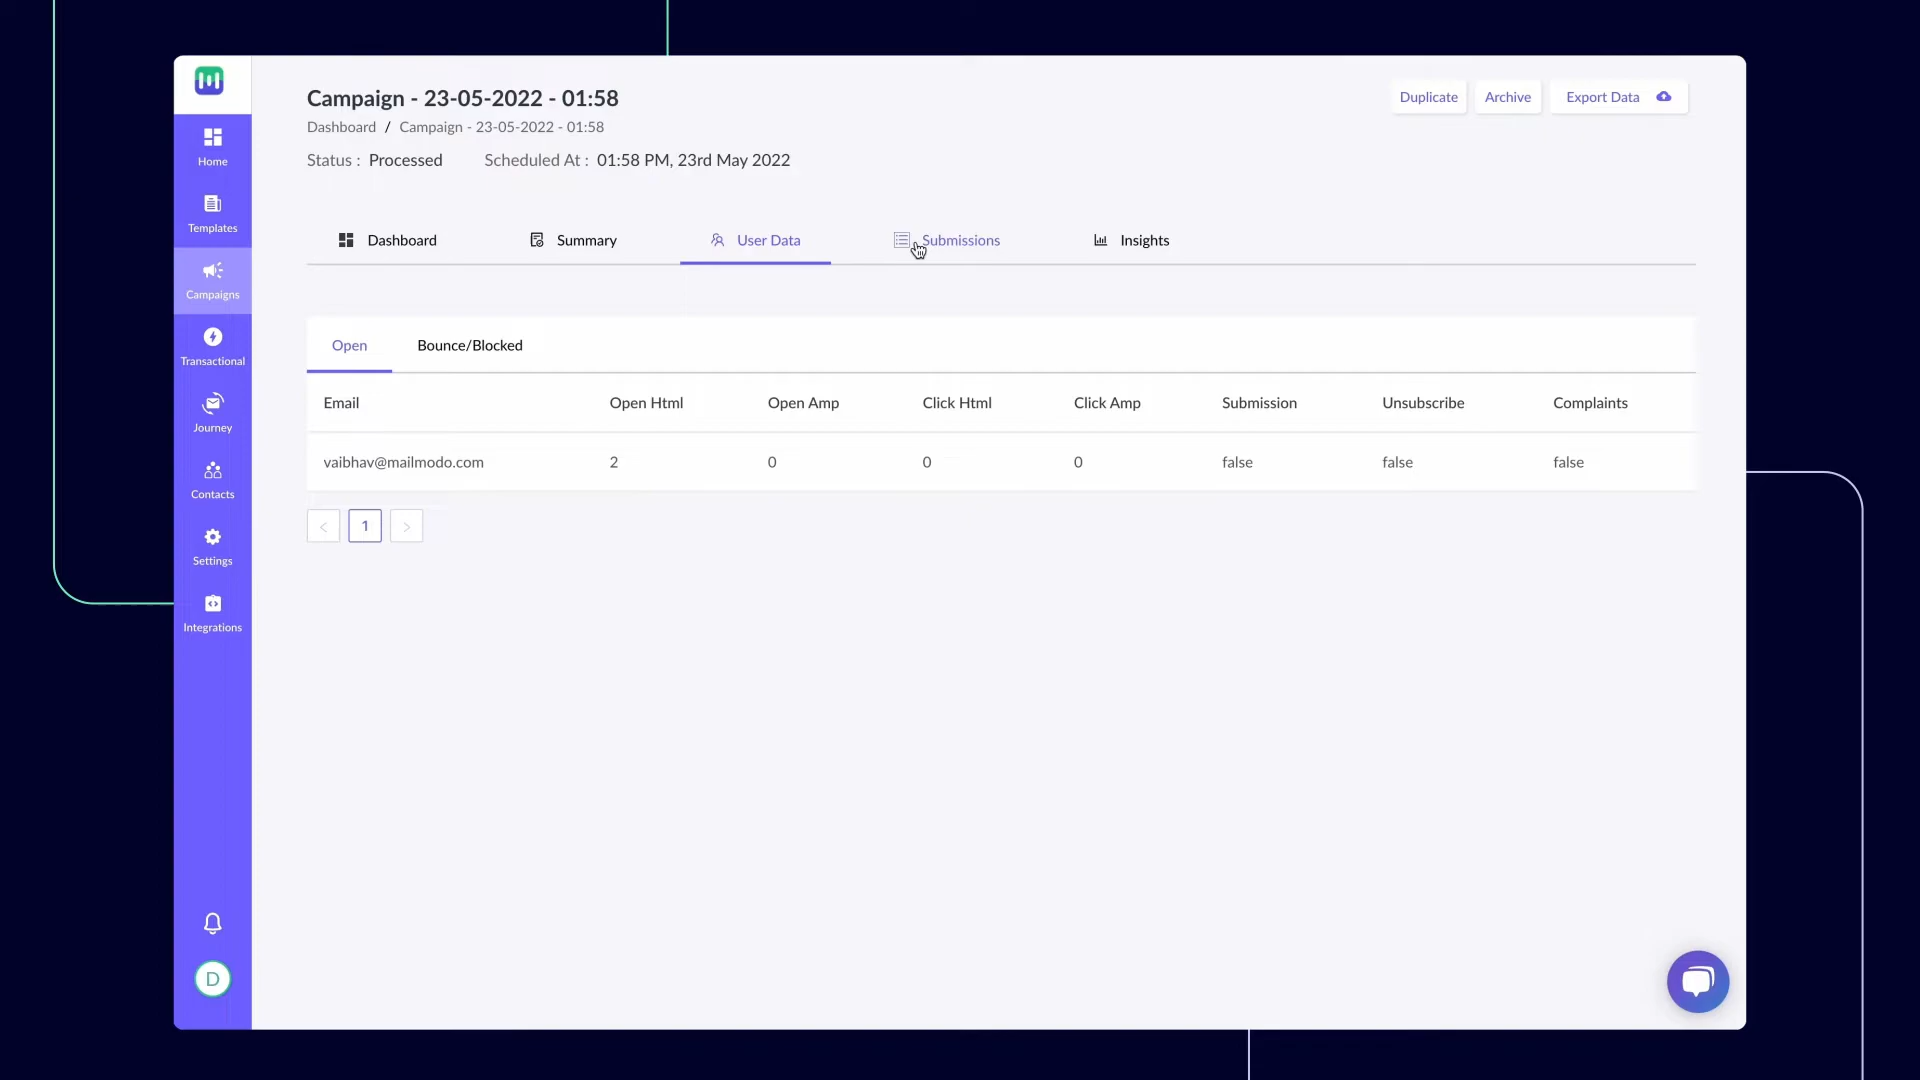 Campaign - 23-05-2022 - 01:58
Dashboard / Campaign - 23-05-2022 - 01:58
Status : Processed Scheduled At : 01:58 PM, 23rd May 2022
Duplicate
Archive
Export Data
Home
Templates
Campaigns
Transactional
Journey
Contacts
Settings
Integrations
D
Dashboard Summary User Data Submissions Insights
Open Bounce/Blocked
Email Open Html Open Amp Click Html Click Amp Submission Unsubscribe Complaints
vaibhav@mailmodo.com 2 0 0 0 false false false
< 1 >